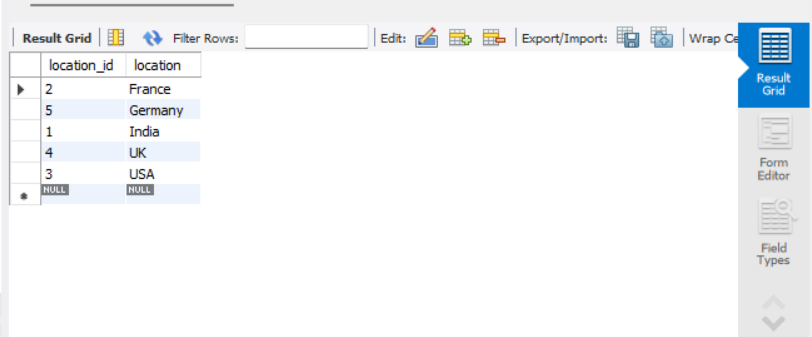 Result Grid Filter Rows: Edit: Export/Import: Wrap Ce
location_id location
2 France
5 Germany
1 India
4 UK
3 USA
NULL NULL
Result
Grid
Form
Editor
Field
Types